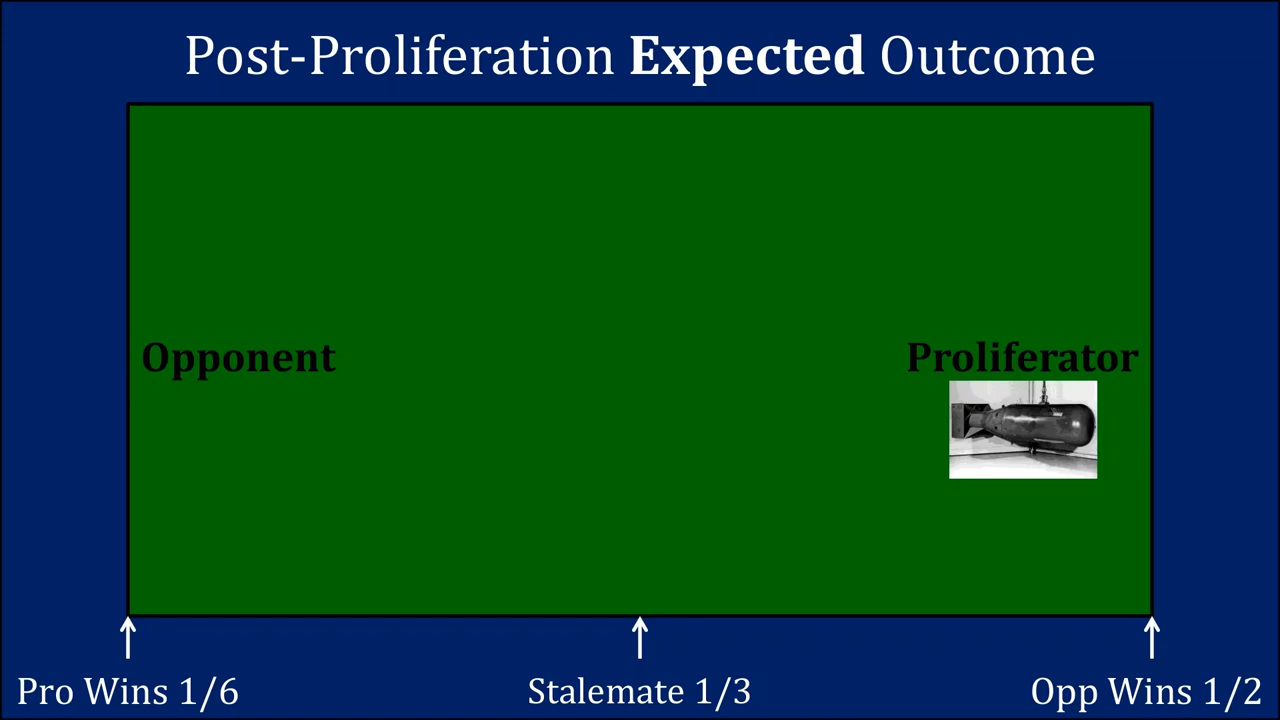 Post-Proliferation Expected Outcome
Opponent
Proliferator
Pro Wins 1/6
Stalemate 1/3
Opp Wins 1/2